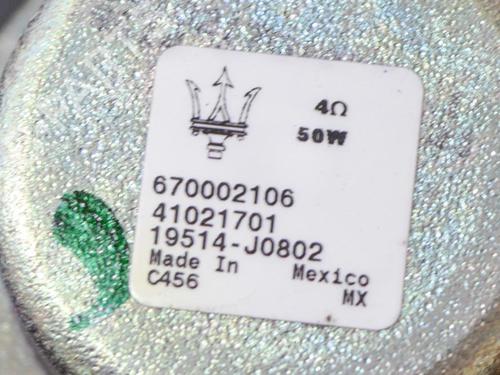 4Ω
50W
670002106
41021701
19514-J0802
Made In Mexico
C456 MX